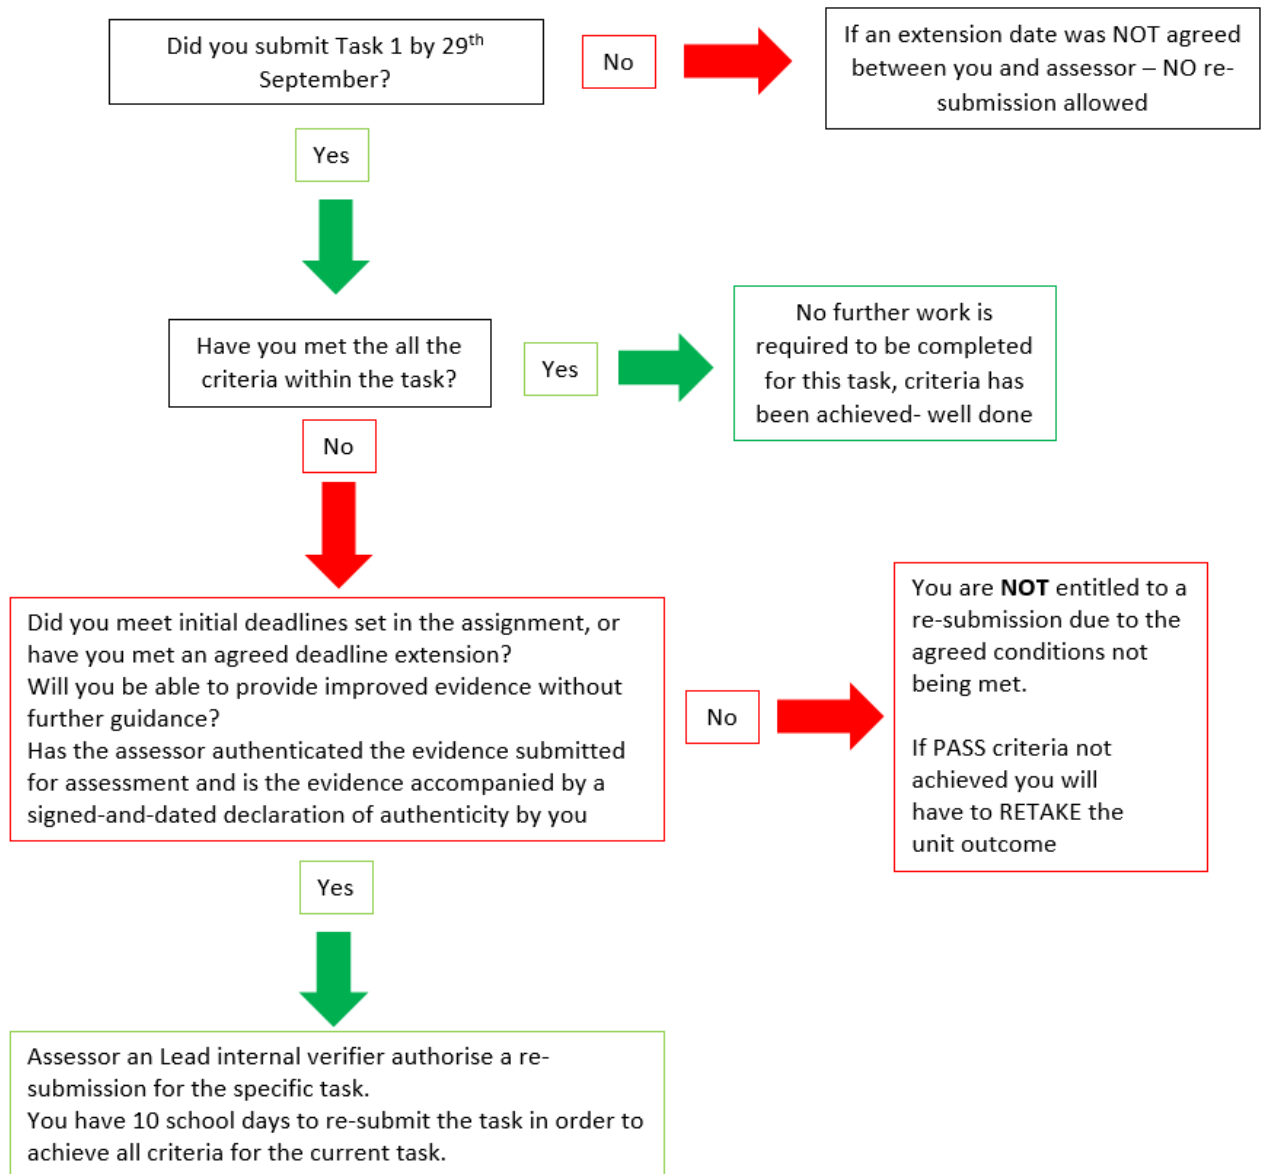 Did you submit Task 1 by 29th
September?
No
If an extension date was NOT agreed
between you and assessor – NO re-
submission allowed
Yes
Have you met the all the
criteria within the task?
Yes
No further work is
required to be completed
for this task, criteria has
been achieved- well done
No
Did you meet initial deadlines set in the assignment, or
have you met an agreed deadline extension?
Will you be able to provide improved evidence without
further guidance?
Has the assessor authenticated the evidence submitted
for assessment and is the evidence accompanied by a
signed-and-dated declaration of authenticity by you
No
You are NOT entitled to a
re-submission due to the
agreed conditions not
being met.
If PASS criteria not
achieved you will
have to RETAKE the
unit outcome
Yes
Assessor an Lead internal verifier authorise a re-
submission for the specific task.
You have 10 school days to re-submit the task in order to
achieve all criteria for the current task.